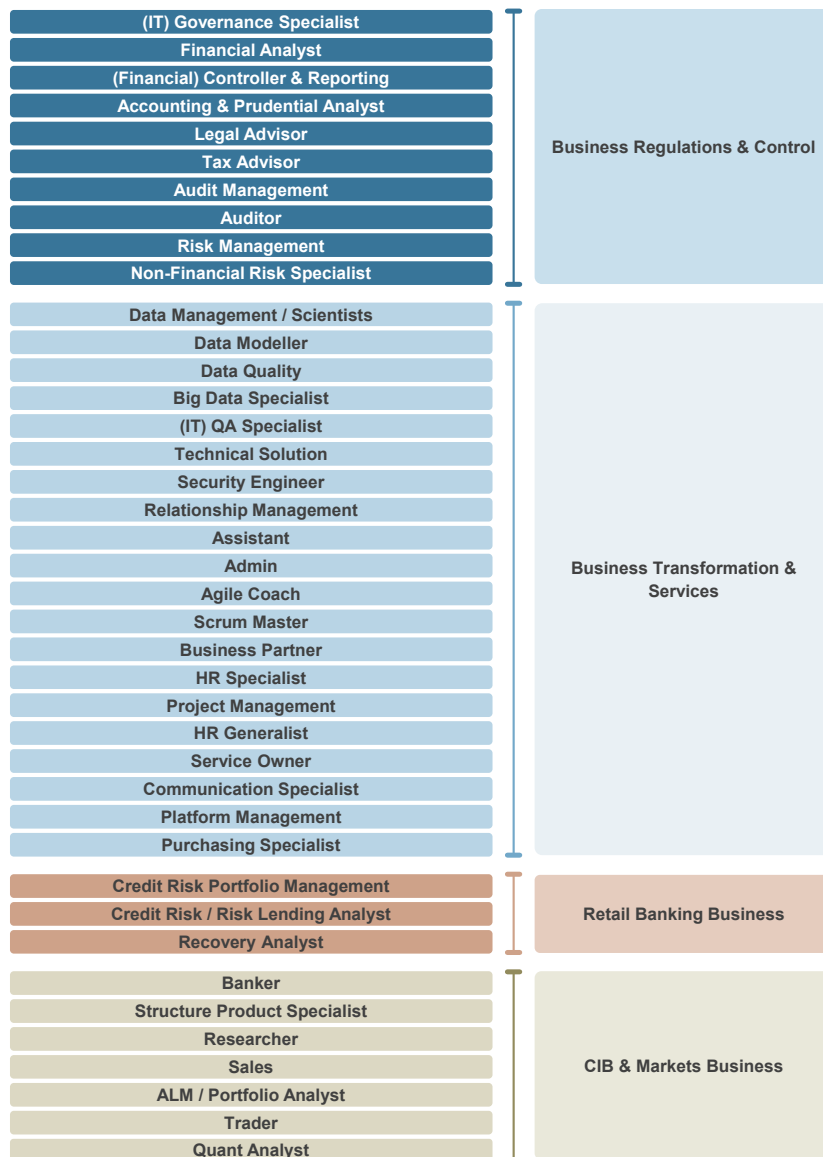 (IT) Governance Specialist
Financial Analyst
(Financial) Controller & Reporting
Accounting & Prudential Analyst
Legal Advisor
Tax Advisor
Audit Management
Auditor
Risk Management
Non-Financial Risk Specialist
Business Regulations & Control
Data Management / Scientists
Data Modeller
Data Quality
Big Data Specialist
(IT) QA Specialist
Technical Solution
Security Engineer
Relationship Management
Assistant
Admin
Agile Coach
Scrum Master
Business Partner
HR Specialist
Project Management
HR Generalist
Service Owner
Communication Specialist
Platform Management
Purchasing Specialist
Business Transformation &
Services
Credit Risk Portfolio Management
Credit Risk / Risk Lending Analyst
Recovery Analyst
Retail Banking Business
Banker
Structure Product Specialist
Researcher
Sales
ALM / Portfolio Analyst
Trader
Quant Analyst
CIB & Markets Business